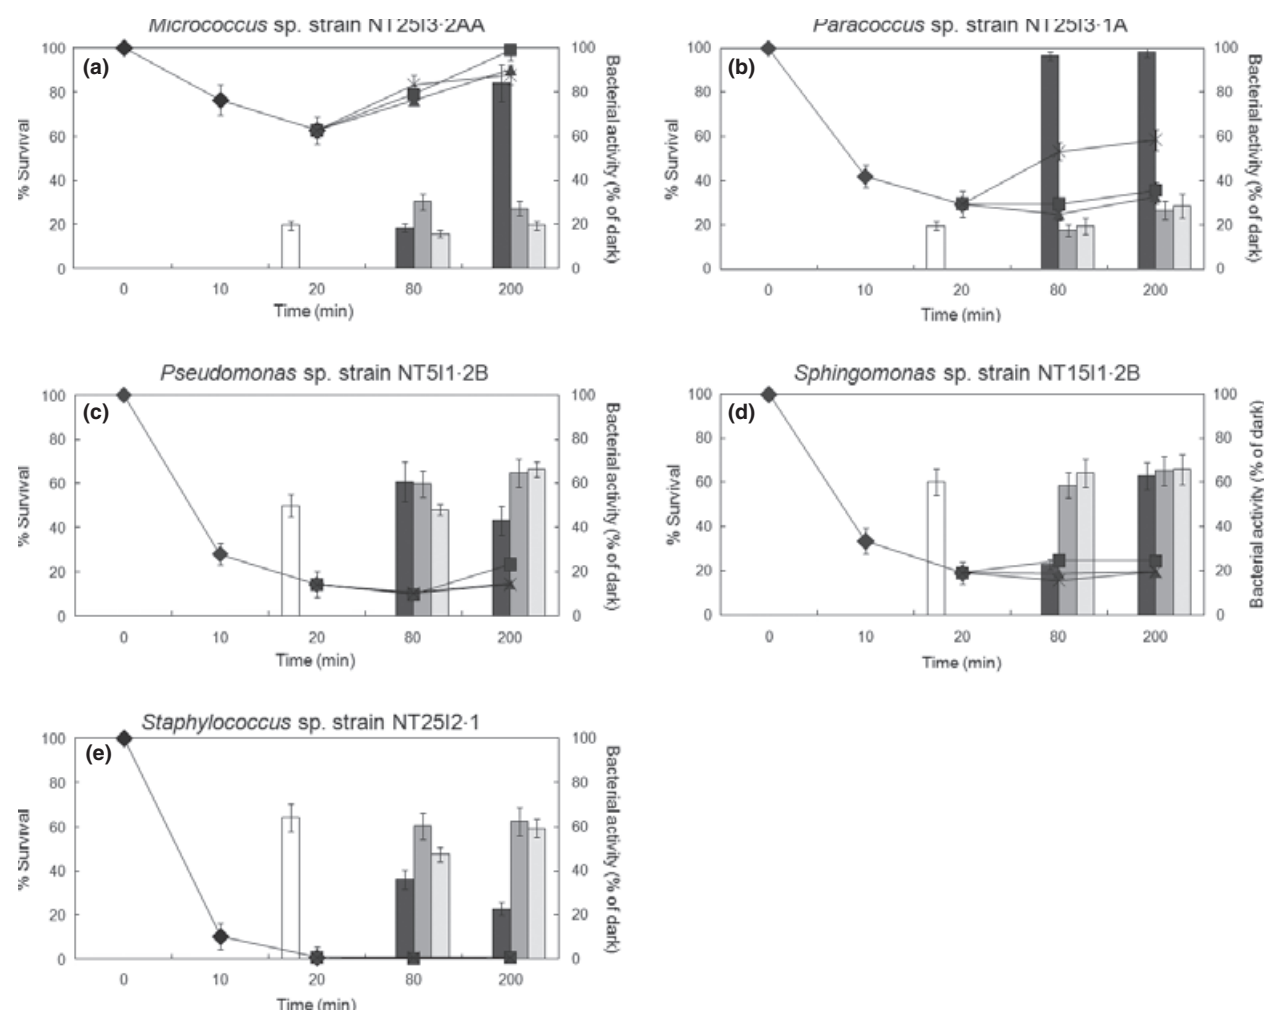 Micrococcus sp. strain NT25I3·2AA
(a)
% Survival
100
80
60
40
20
0
0 10 20 80 200
Time (min)
100
80
60
40
20
0
Bacterial activity (% of dark)
Paracoccus sp. strain NT25I3·1A
(b)
% Survival
100
80
60
40
20
0
0 10 20 80 200
Time (min)
100
80
60
40
20
0
Bacterial activity (% of dark)
Pseudomonas sp. strain NT5I1·2B
(c)
% Survival
100
80
60
40
20
0
0 10 20 80 200
Time (min)
100
80
60
40
20
0
Bacterial activity (% of dark)
Sphingomonas sp. strain NT15I1·2B
(d)
% Survival
100
80
60
40
20
0
0 10 20 80 200
Time (min)
100
80
60
40
20
0
Bacterial activity (% of dark)
Staphylococcus sp. strain NT25I2·1
(e)
% Survival
100
80
60
40
20
0
0 10 20 80 200
Time (min)
100
80
60
40
20
0
Bacterial activity (% of dark)